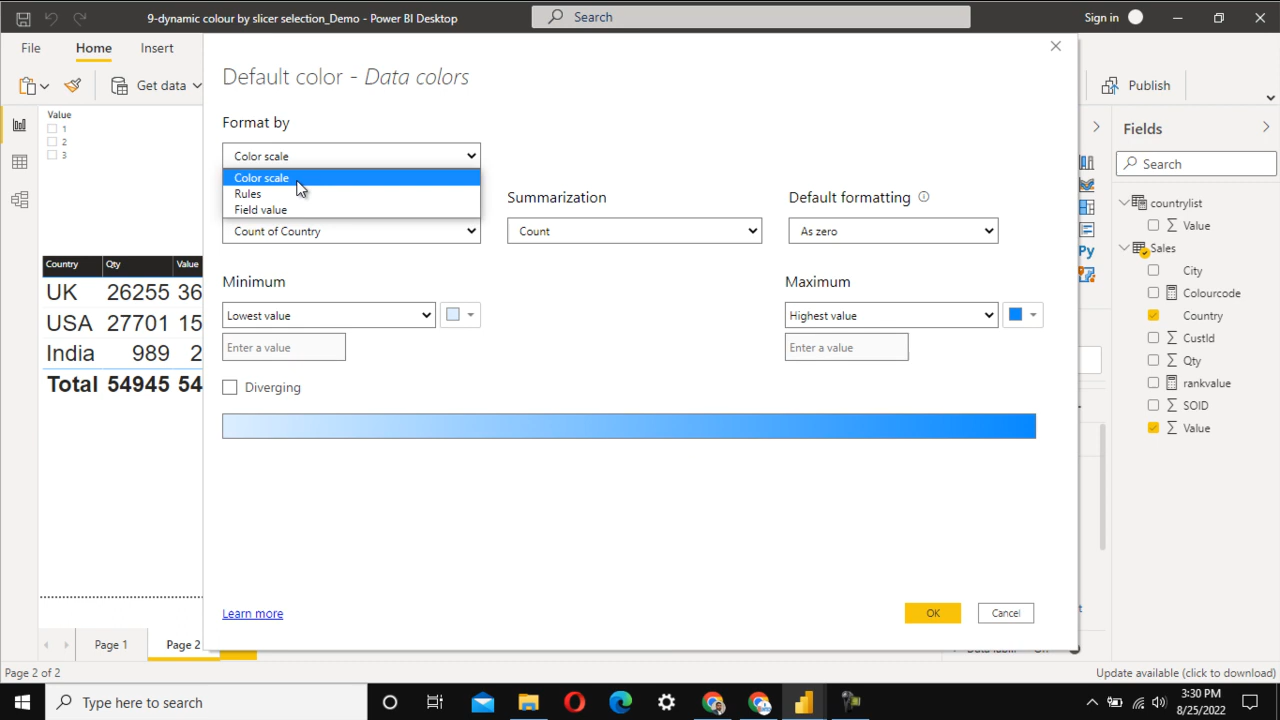 9-dynamic colour by slicer selection_Demo - Power BI Desktop
Search
Sign in
File
Home
Insert
Get data
Publish
Default color - Data colors
Format by
Color scale
Color scale
Rules
Field value
Count of Country
Summarization
Count
Default formatting
As zero
Minimum
Lowest value
Enter a value
Maximum
Highest value
Enter a value
Diverging
Learn more
OK
Cancel
Value
1
2
3
Country Qty Value
UK 26255 36
USA 27701 15
India 989 2
Total 54945 54
Fields
Search
countrylist
Σ Value
Sales
City
Colourcode
Country
Σ CustId
Σ Qty
rankvalue
Σ SOID
Σ Value
Py
Page 1
Page 2
Page 2 of 2
Update available (click to download)
Type here to search
3:30 PM
8/25/2022